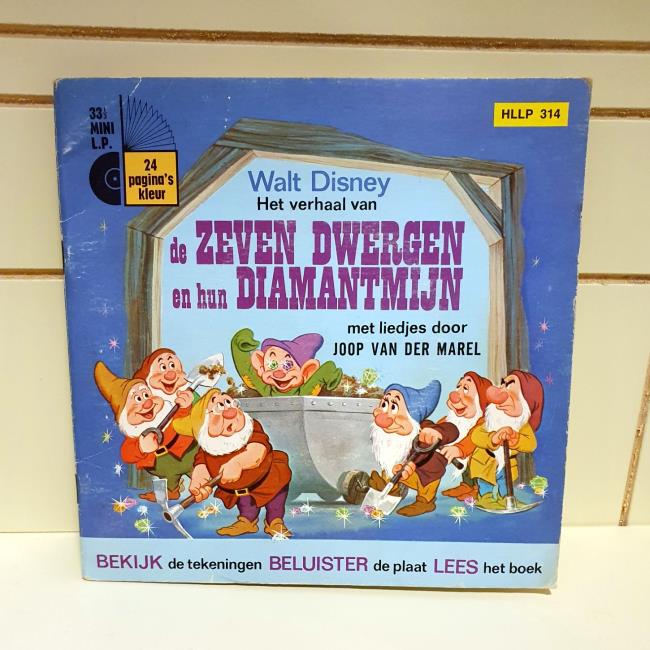 33⅓
MINI
L.P.
24
pagina's
kleur
HLLP 314
Walt Disney
Het verhaal van
de ZEVEN DWERGEN
en hun DIAMANTMIJN
met liedjes door
JOOP VAN DER MAREL
BEKIJK de tekeningen BELUISTER de plaat LEES het boek